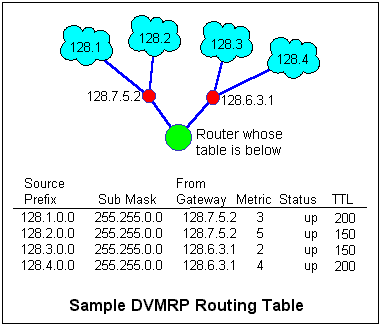 128.1
128.2
128.3
128.4
128.7.5.2
128.6.3.1
Router whose
table is below
Source From
Prefix Sub Mask Gateway Metric Status TTL
128.1.0.0 255.255.0.0 128.7.5.2 3 up 200
128.2.0.0 255.255.0.0 128.7.5.2 5 up 150
128.3.0.0 255.255.0.0 128.6.3.1 2 up 150
128.4.0.0 255.255.0.0 128.6.3.1 4 up 200
Sample DVMRP Routing Table